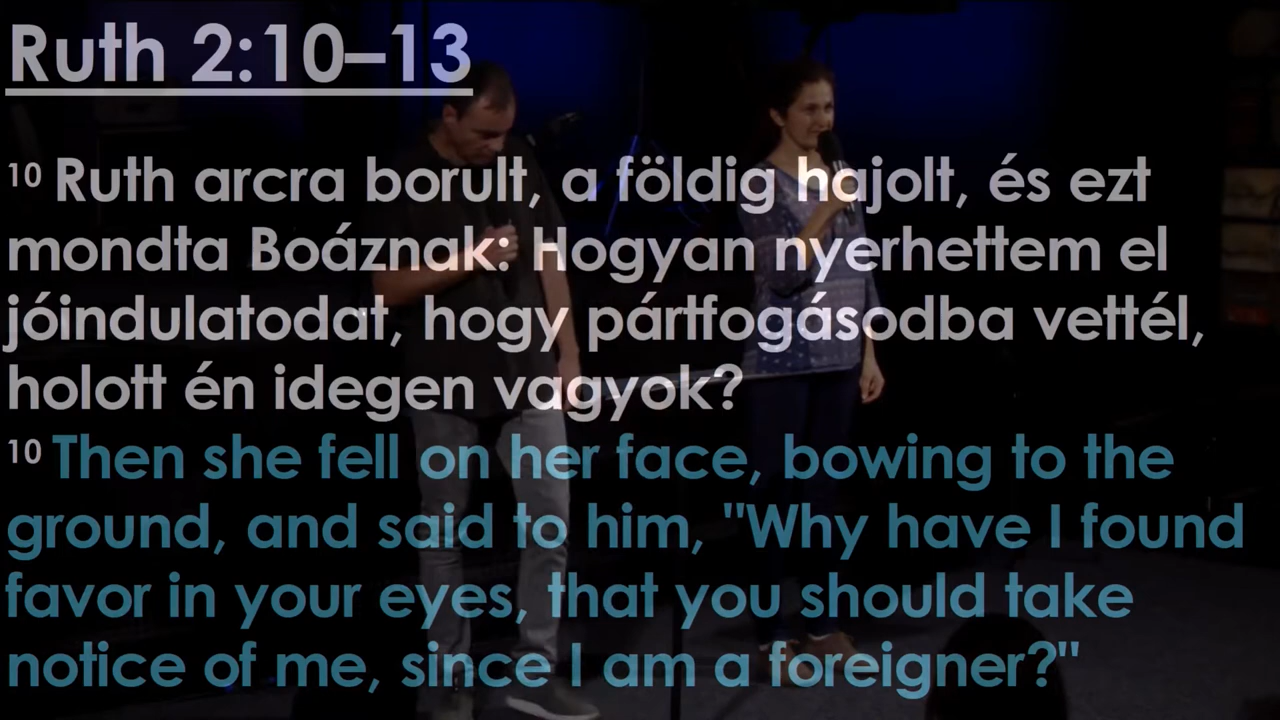 Ruth 2:10–13
10 Ruth arcra borult, a földig hajolt, és ezt
mondta Boáznak: Hogyan nyerhettem el
jóindulatodat, hogy pártfogásodba vettél,
holott én idegen vagyok?
10 Then she fell on her face, bowing to the
ground, and said to him, "Why have I found
favor in your eyes, that you should take
notice of me, since I am a foreigner?"